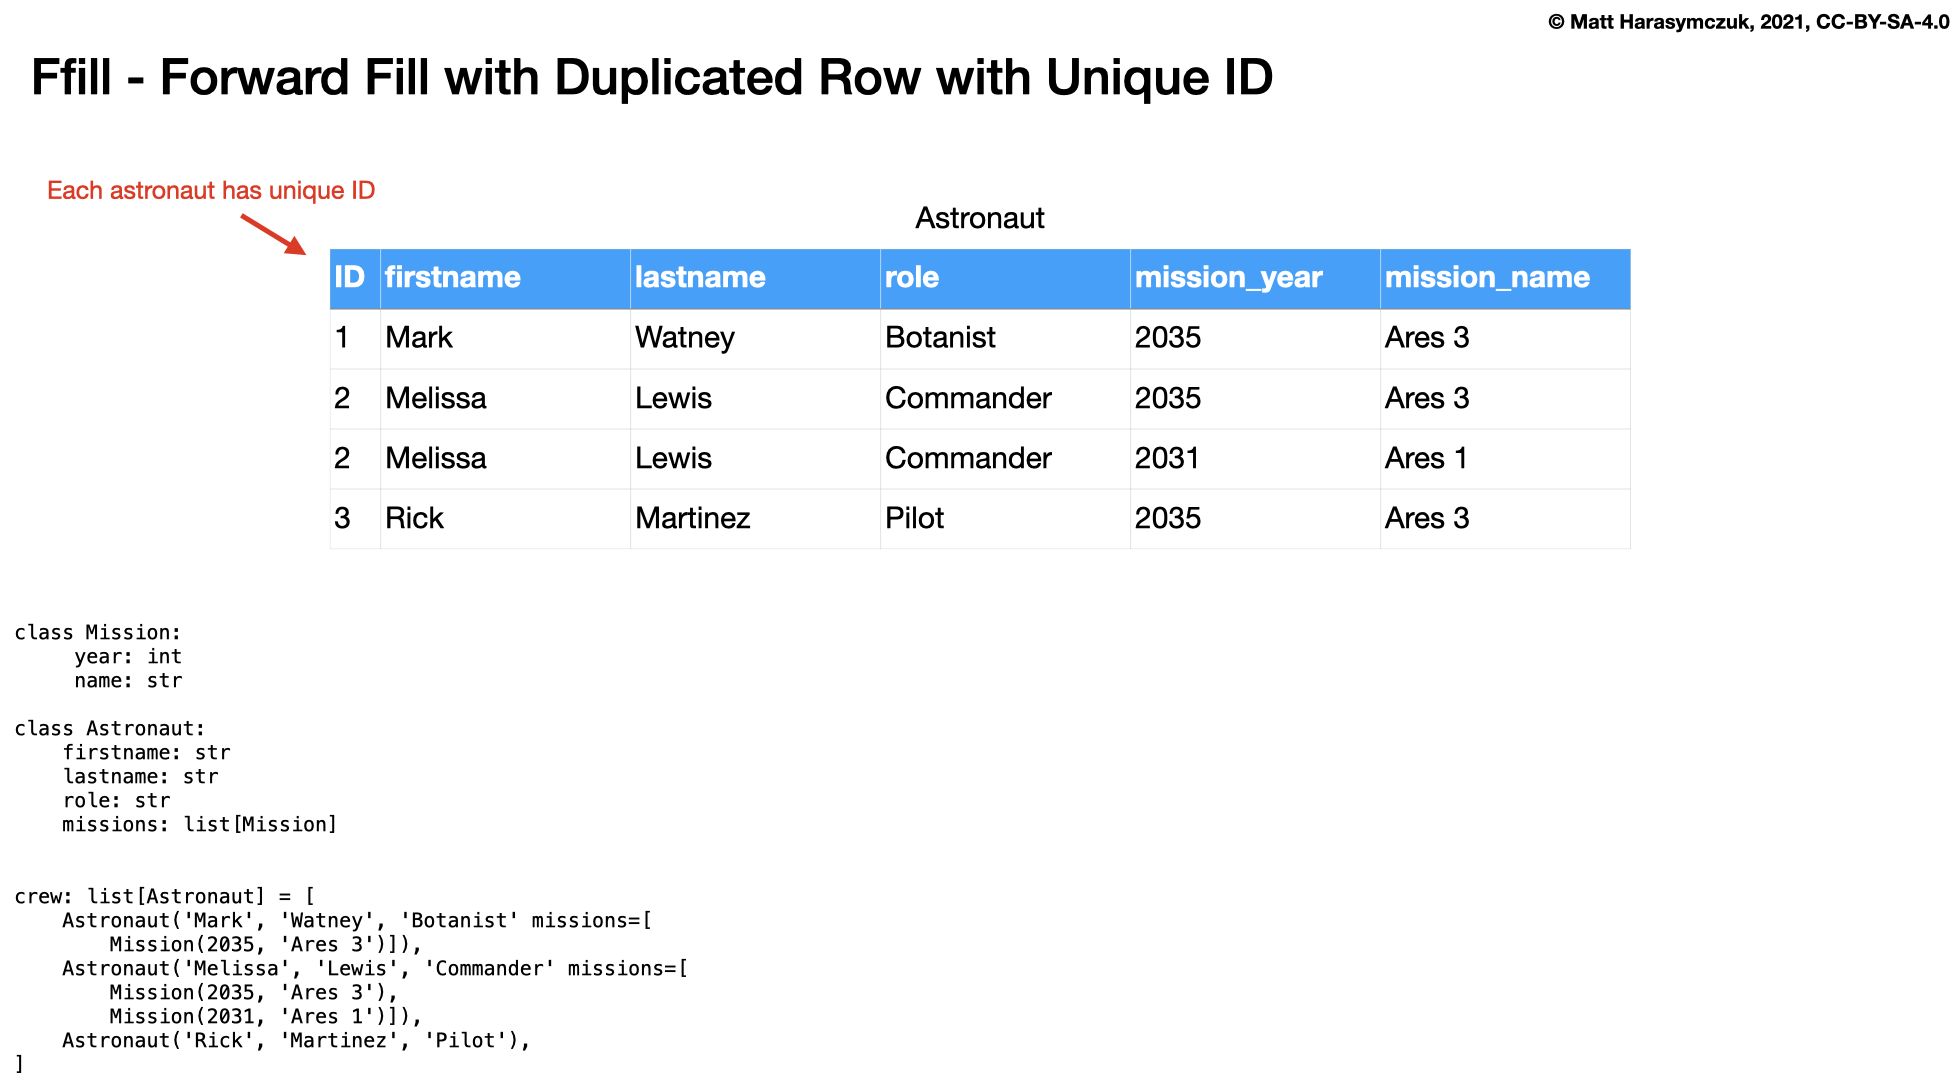 © Matt Harasymczuk, 2021, CC-BY-SA-4.0
Ffill - Forward Fill with Duplicated Row with Unique ID
Each astronaut has unique ID
Astronaut
ID firstname lastname role mission_year mission_name
1 Mark Watney Botanist 2035 Ares 3
2 Melissa Lewis Commander 2035 Ares 3
2 Melissa Lewis Commander 2031 Ares 1
3 Rick Martinez Pilot 2035 Ares 3
class Mission:
     year: int
     name: str
class Astronaut:
    firstname: str
    lastname: str
    role: str
    missions: list[Mission]
crew: list[Astronaut] = [
    Astronaut('Mark', 'Watney', 'Botanist' missions=[
        Mission(2035, 'Ares 3')]),
    Astronaut('Melissa', 'Lewis', 'Commander' missions=[
        Mission(2035, 'Ares 3'),
        Mission(2031, 'Ares 1')]),
    Astronaut('Rick', 'Martinez', 'Pilot'),
]